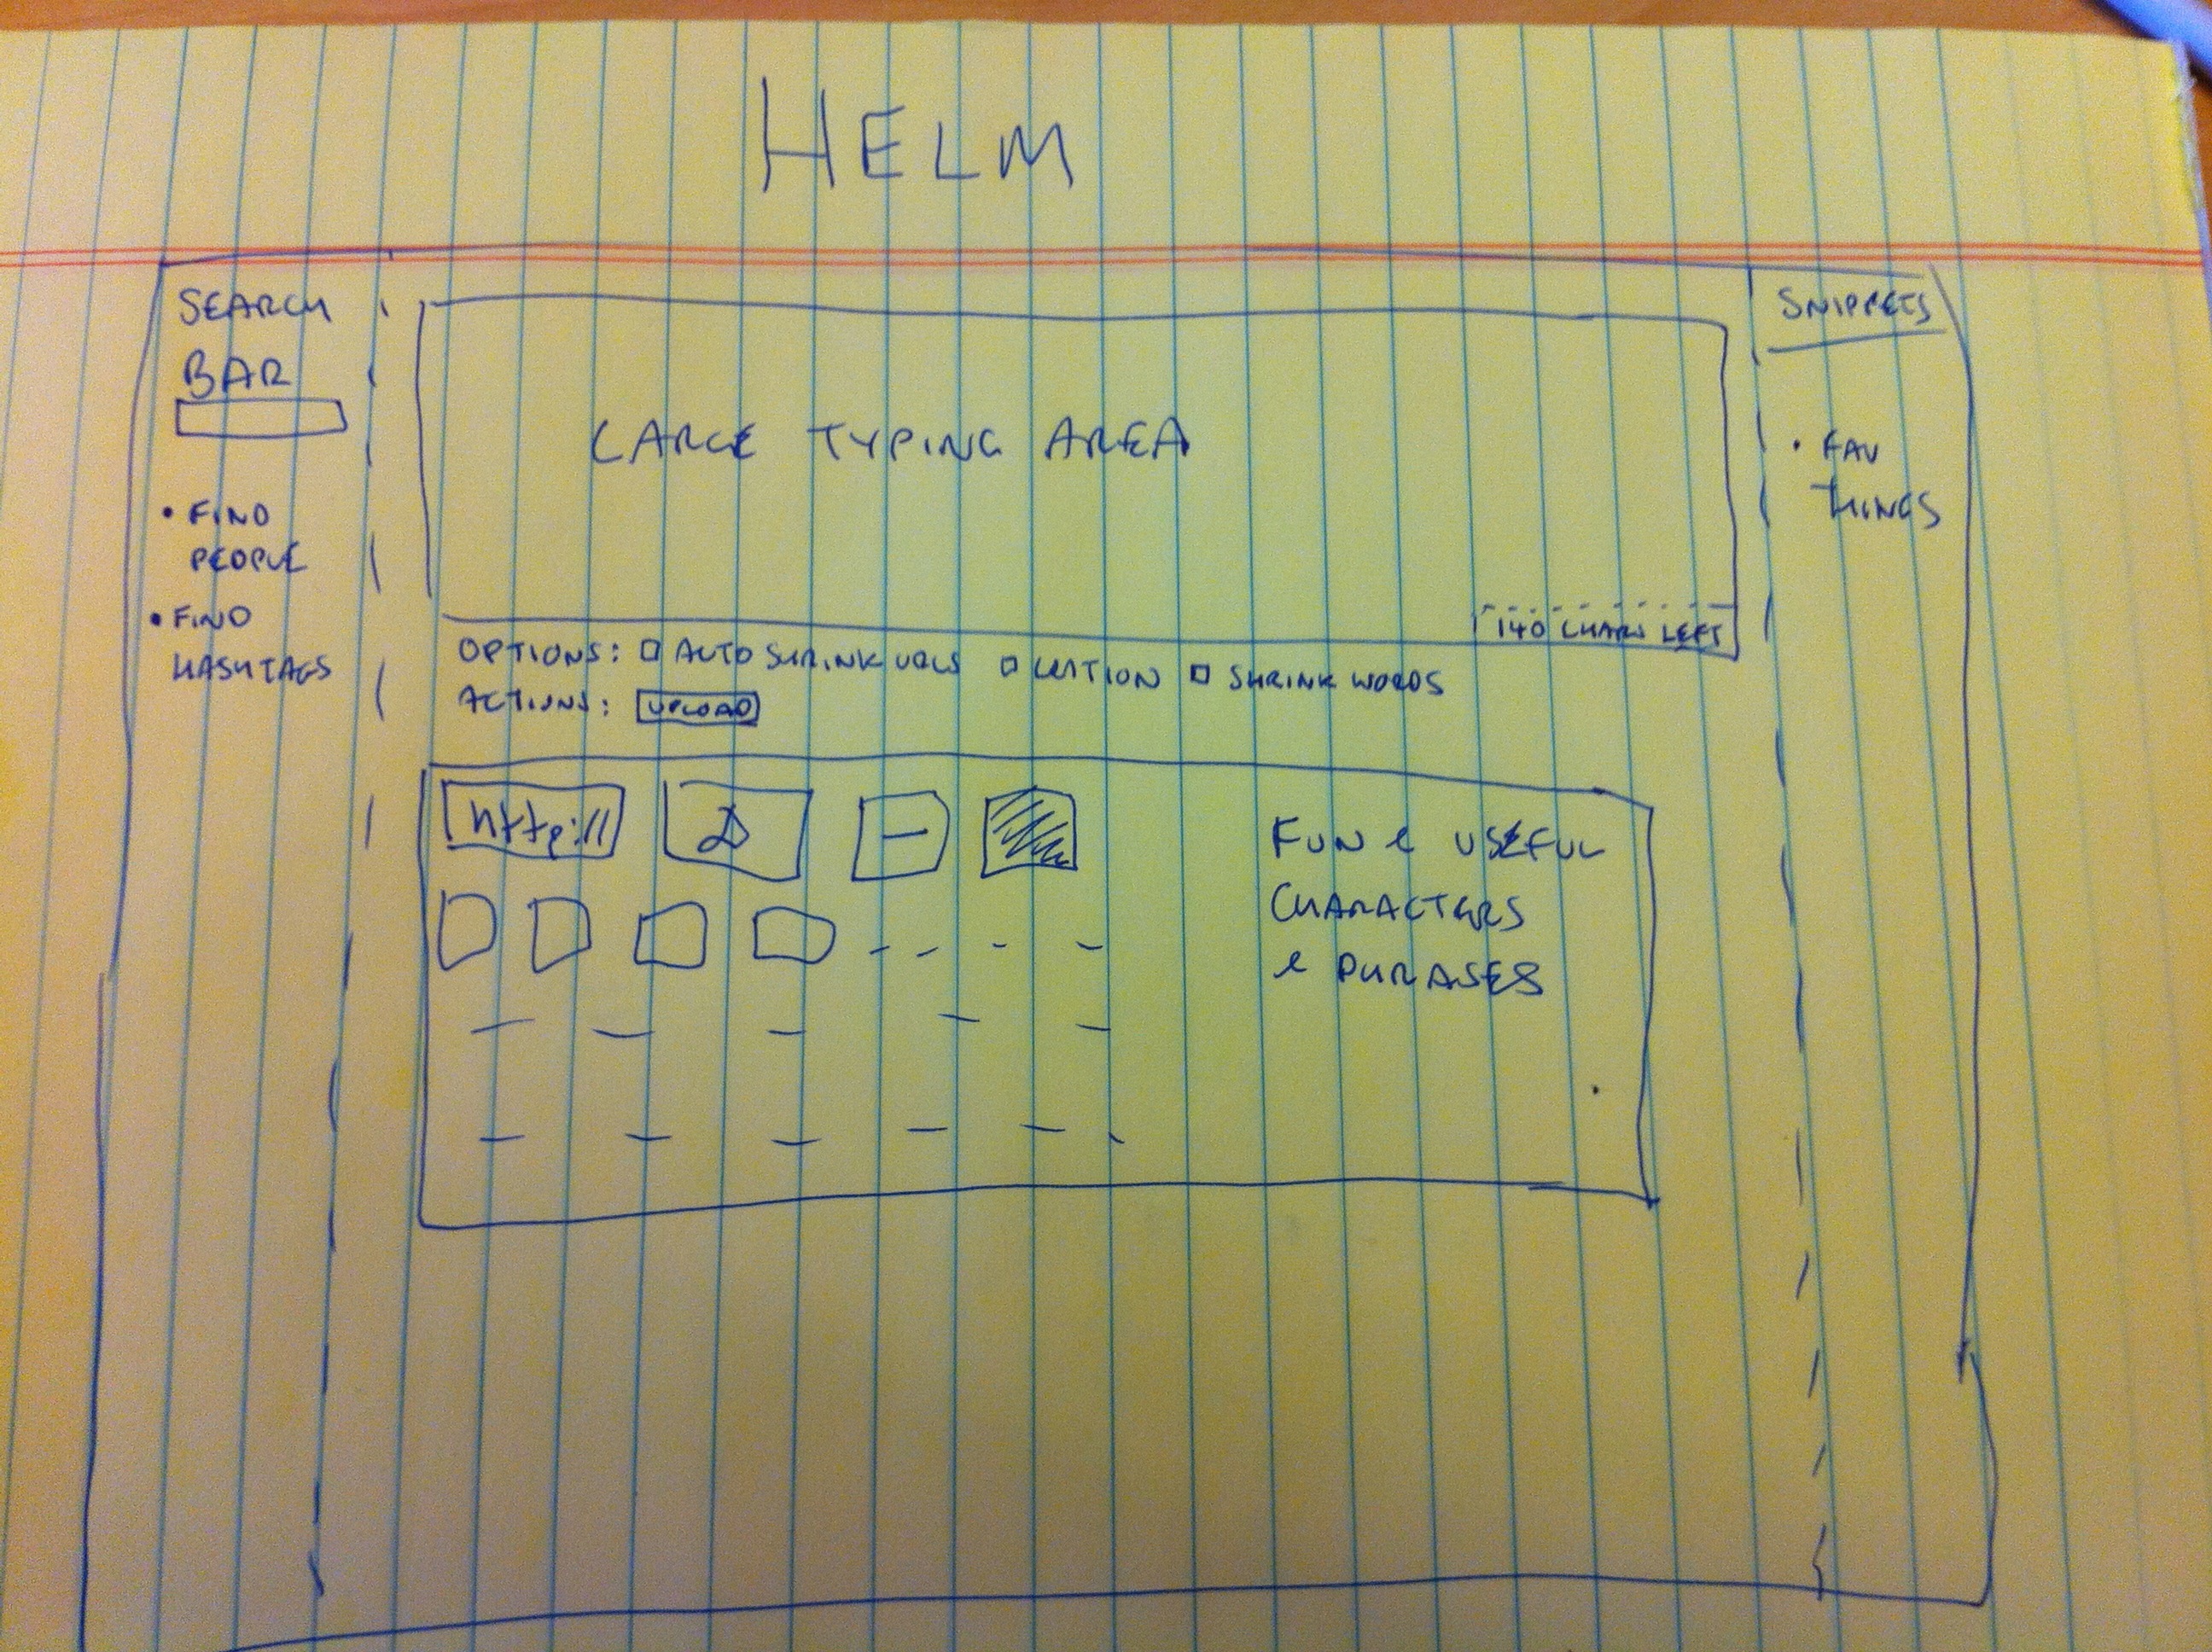 HELM
SEARCH
BAR
• FIND
PEOPLE
• FIND
HASHTAGS
LARGE TYPING AREA
140 CHARS LEFT
OPTIONS: □ AUTO SHRINK URLS □ LOCTION □ SHRINK WORDS
ACTIONS: UPLOAD
http://
FUN & USEFUL
CHARACTERS
& PHRASES
SNIPPETS
• FAV
THINGS